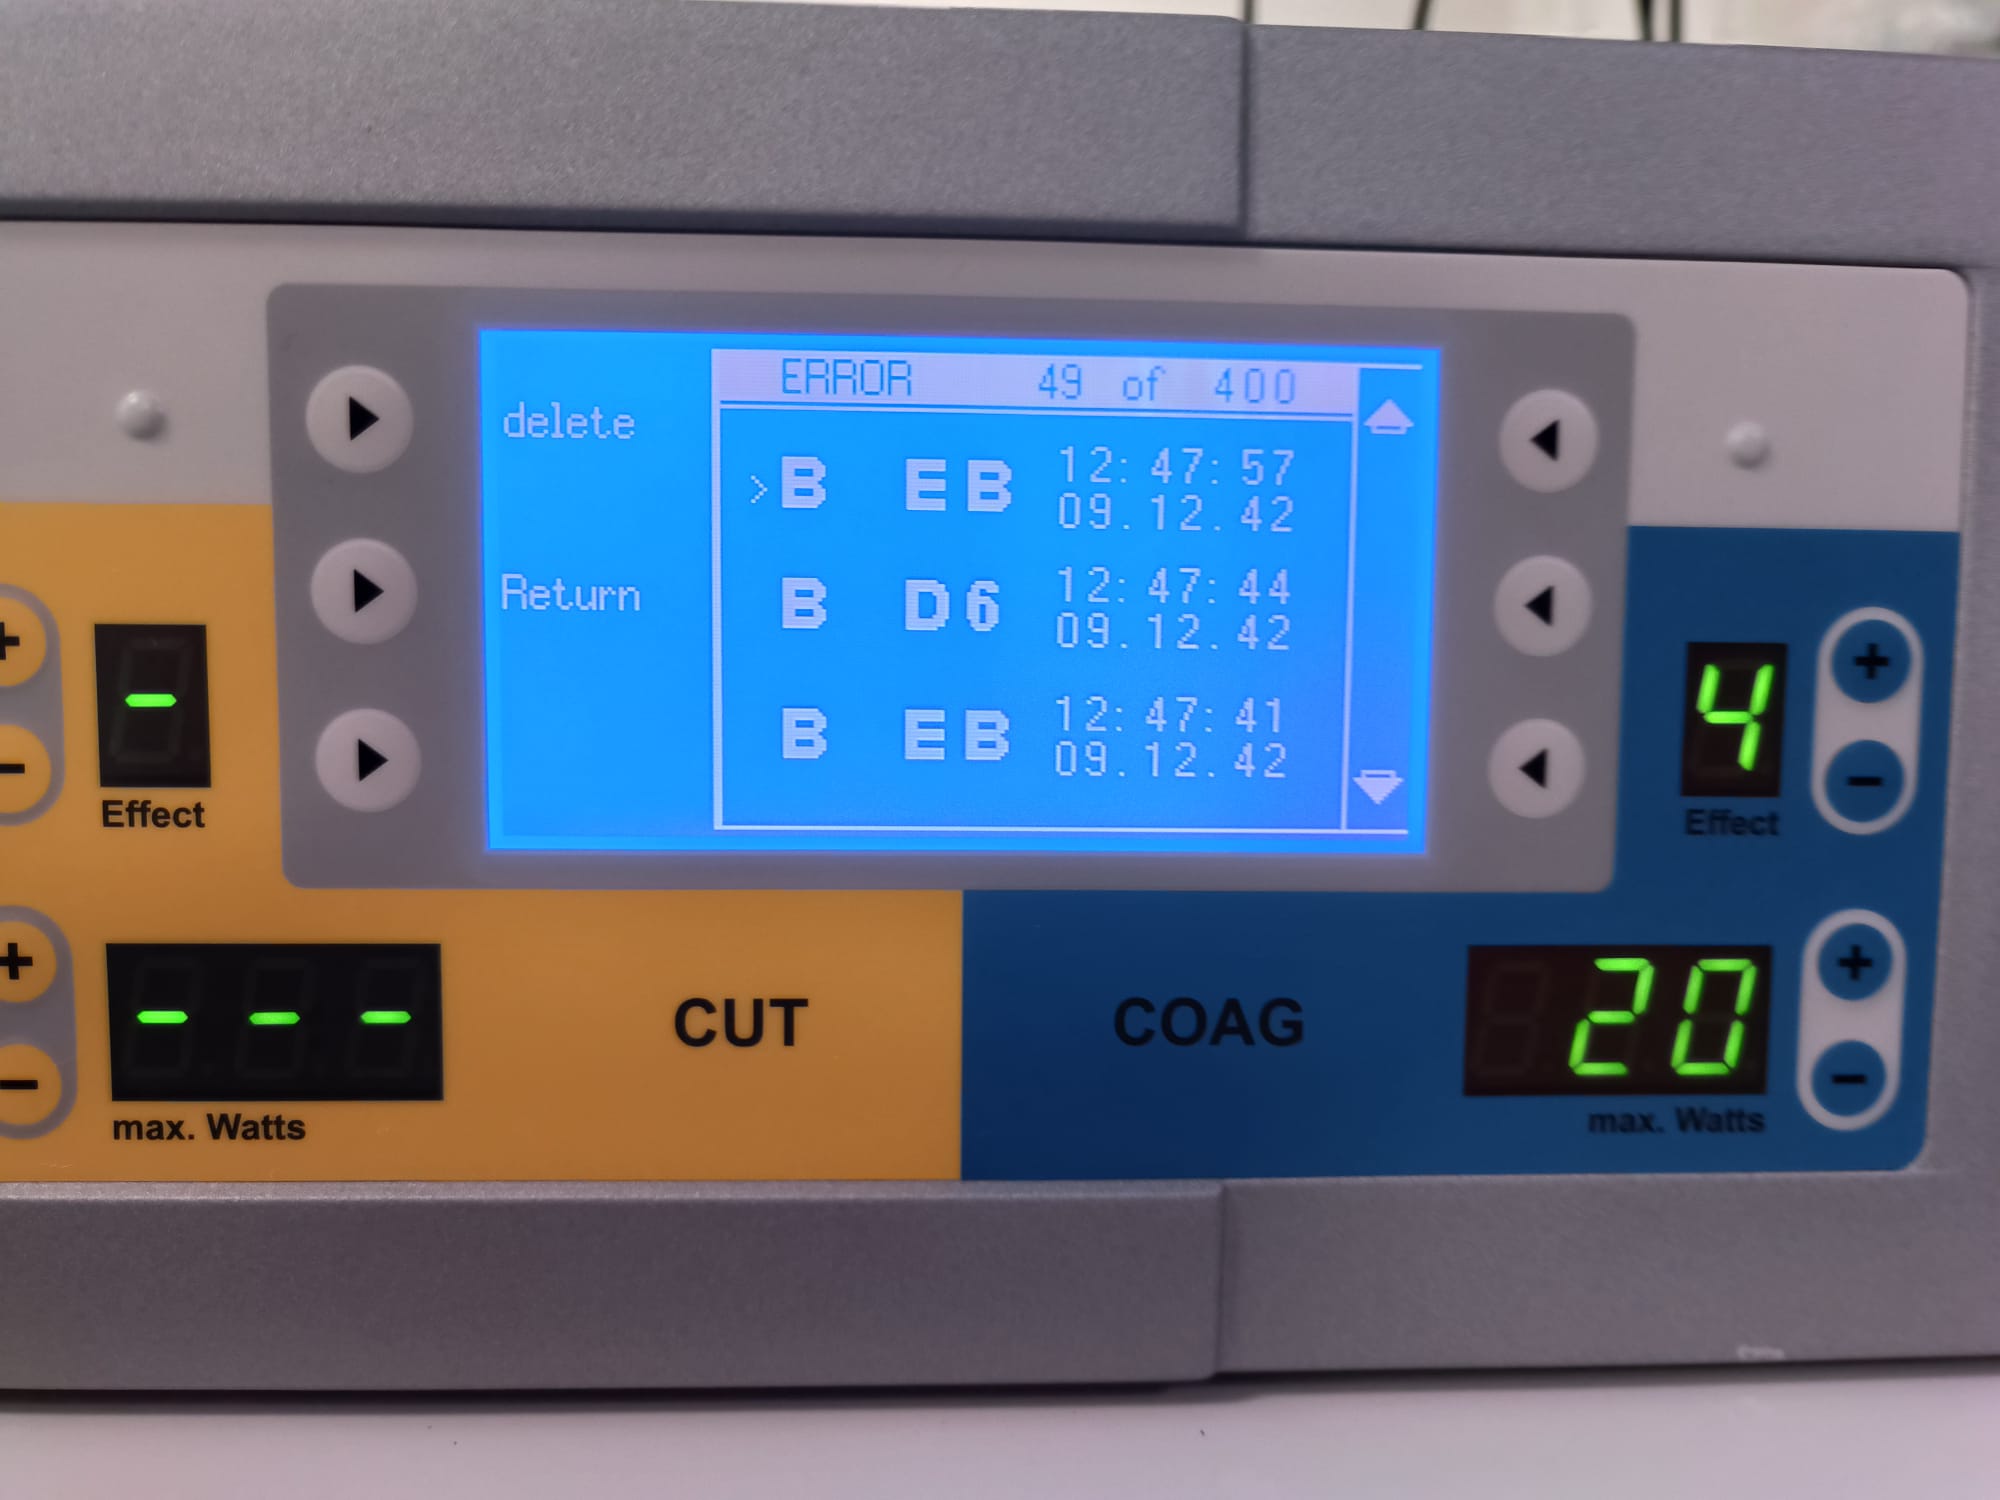 ERROR 49 of 400
delete
>B EB 12:47:57
09.12.42
Return
B D6 12:47:44
09.12.42
B EB 12:47:41
09.12.42
+
-
-
Effect
4
+
-
Effect
+
-
- - -
max. Watts
CUT
COAG
20
+
-
max. Watts